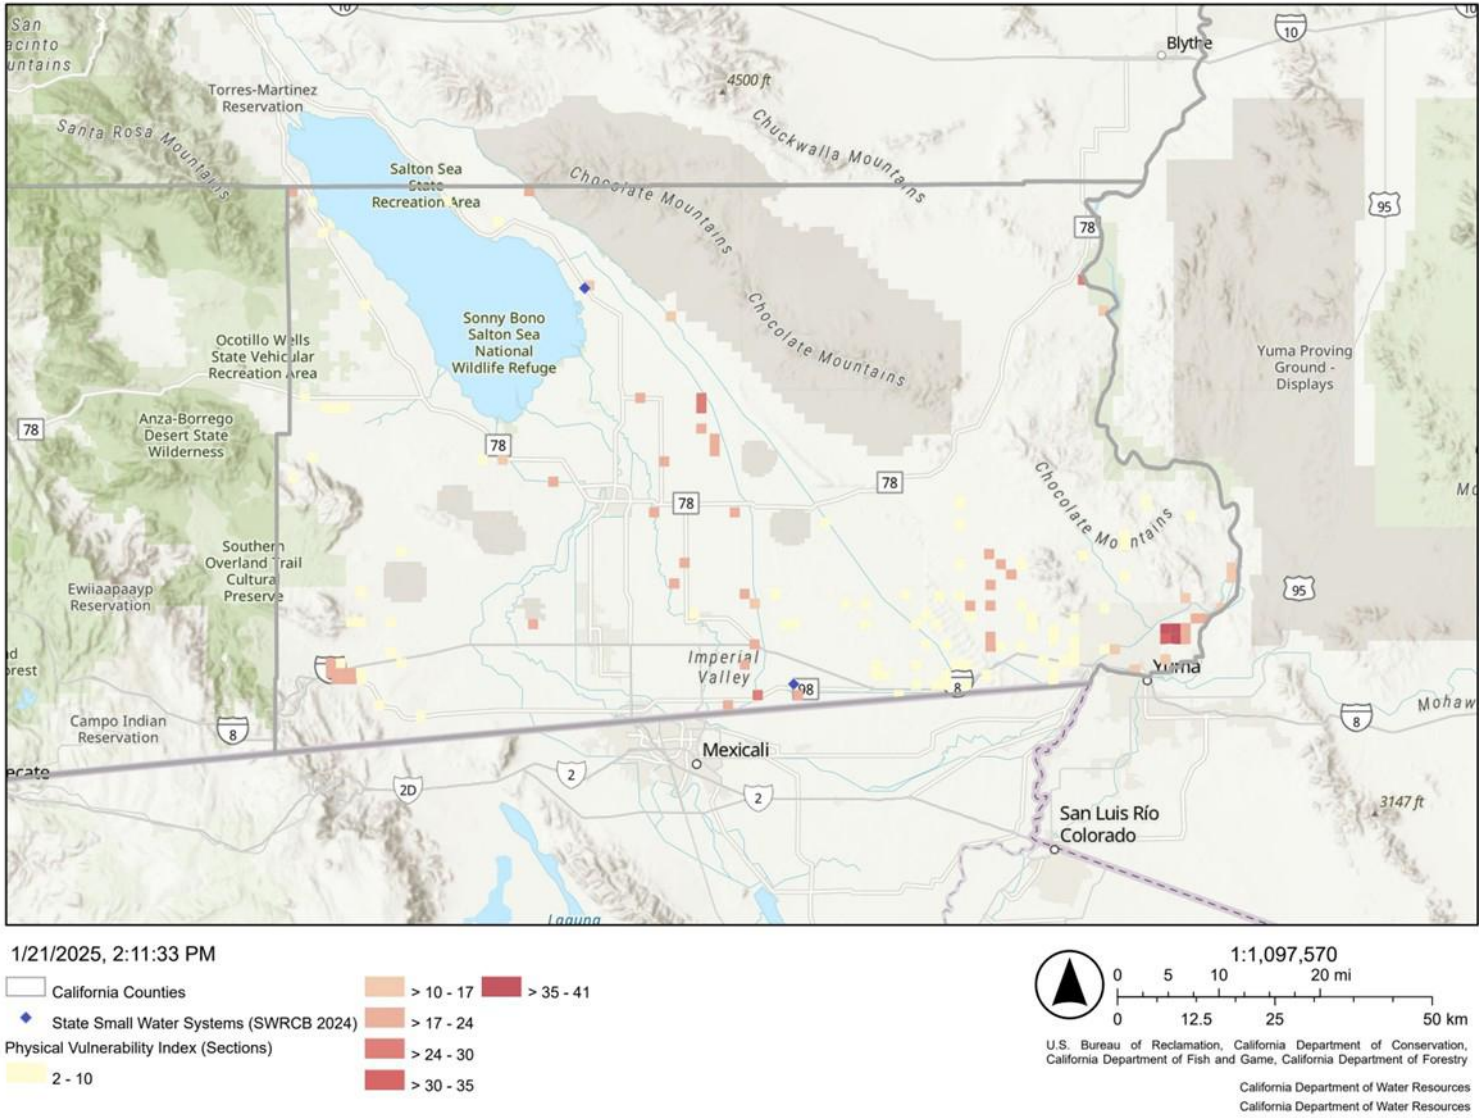 10
10
10
San
acinto
untains
Blythe
4500 ft
Torres-Martinez
Reservation
Santa Rosa Mountains
Chuckwalla Mountains
Salton Sea
State
Recreation Area
Chocolate Mountains
95
78
Chocolate Mountains
Sonny Bono
Salton Sea
National
Wildlife Refuge
Ocotillo Wells
State Vehicular
Recreation Area
Yuma Proving
Ground -
Displays
Anza-Borrego
Desert State
Wilderness
78
78
78
78
Chocolate Mountains
Southern
Overland Trail
Cultural
Preserve
Ewiiaapaayp
Reservation
95
Imperial
Valley
98
8
Yuma
Campo Indian
Reservation
8
8
Mohaw
Mexicali
ecate
2D
2
2
San Luis Río
Colorado
3147 ft
Laguna
1/21/2025, 2:11:33 PM
California Counties
State Small Water Systems (SWRCB 2024)
Physical Vulnerability Index (Sections)
2 - 10
> 10 - 17
> 17 - 24
> 24 - 30
> 30 - 35
> 35 - 41
1:1,097,570
0 5 10 20 mi
0 12.5 25 50 km
U.S. Bureau of Reclamation, California Department of Conservation,
California Department of Fish and Game, California Department of Forestry
California Department of Water Resources
California Department of Water Resources